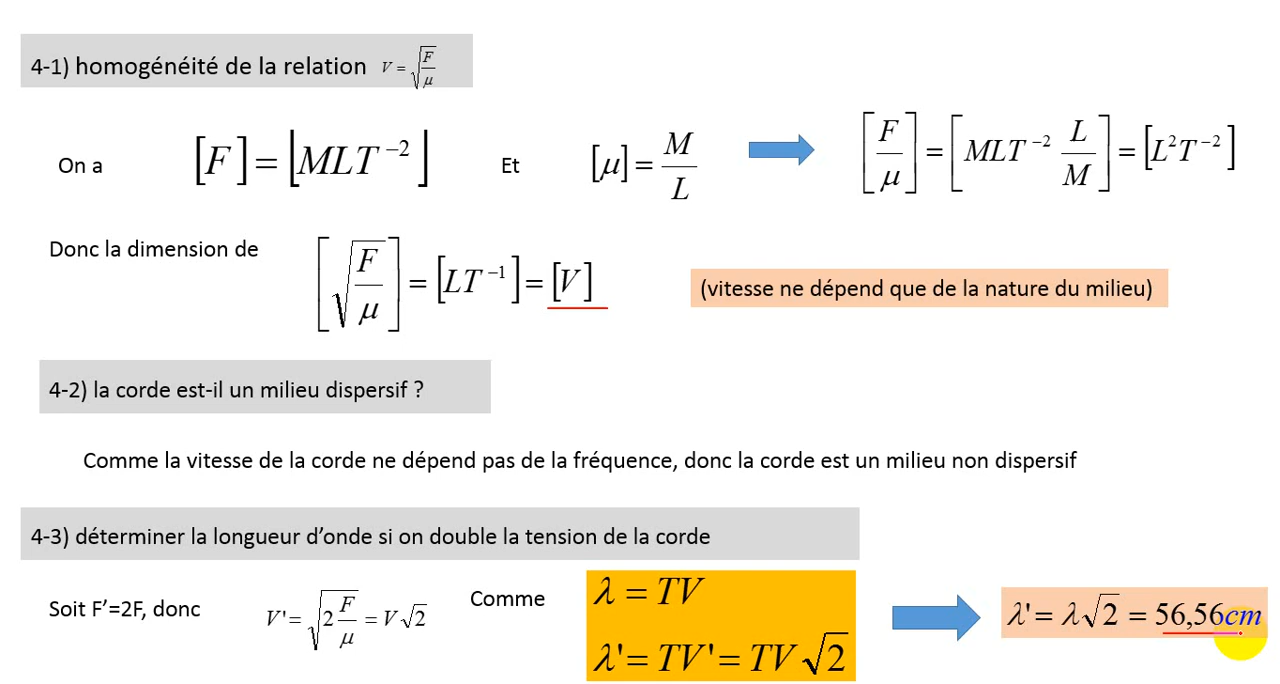 4-1) homogénéité de la relation V = √(F/μ)
On a [F] = ⌊MLT⁻²⌋ Et [μ] = M/L [F/μ] = [MLT⁻² L/M] = [L²T⁻²]
Donc la dimension de [√(F/μ)] = [LT⁻¹] = [V] (vitesse ne dépend que de la nature du milieu)
4-2) la corde est-il un milieu dispersif ?
Comme la vitesse de la corde ne dépend pas de la fréquence, donc la corde est un milieu non dispersif
4-3) déterminer la longueur d’onde si on double la tension de la corde
Soit F’=2F, donc V'= √(2 F/μ) = V√2 Comme λ = TV
λ'= TV'= TV√2
λ'= λ√2 = 56,56cm